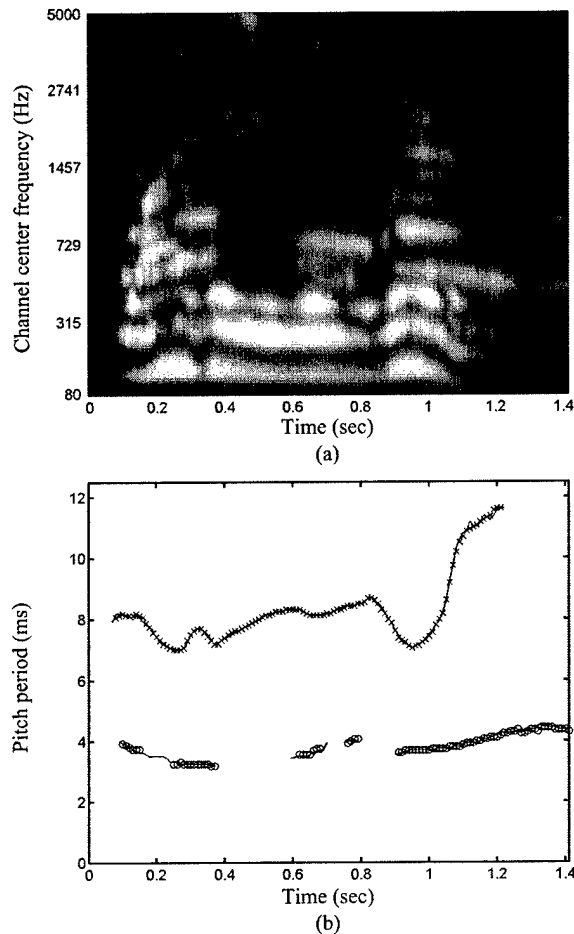 5000
2741
1457
729
315
80
Channel center frequency (Hz)
0 0.2 0.4 0.6 0.8 1 1.2 1.4
Time (sec)
(a)
12
10
8
6
4
2
0
Pitch period (ms)
0 0.2 0.4 0.6 0.8 1 1.2 1.4
Time (sec)
(b)